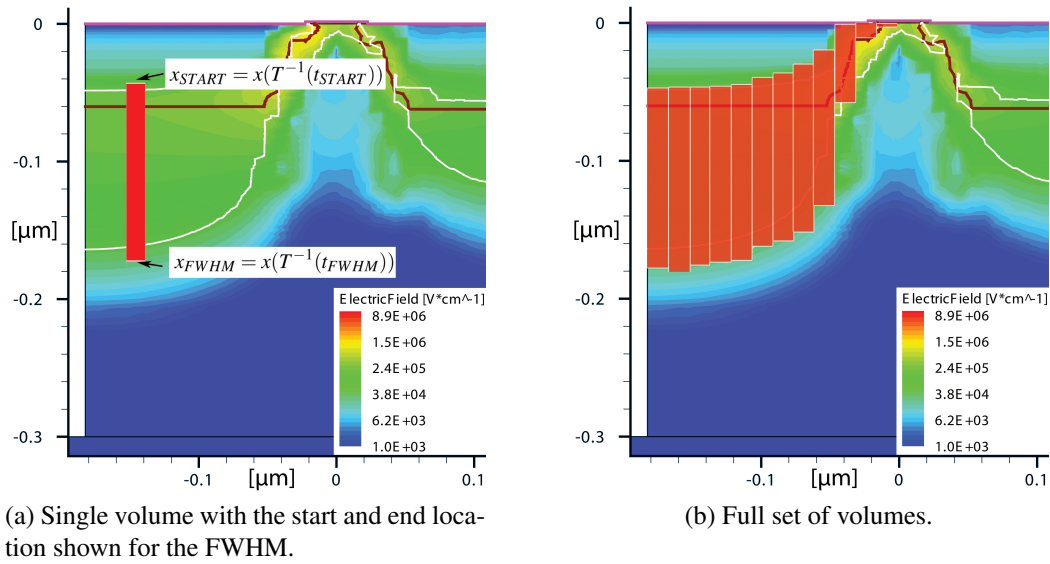 0
-0.1
[μm]
-0.2
-0.3
x_START = x(T^{-1}(t_START))
x_FWHM = x(T^{-1}(t_FWHM))
ElectricField [V*cm^-1]
8.9E+06
1.5E+06
2.4E+05
3.8E+04
6.2E+03
1.0E+03
-0.1
[μm]
0
0.1
(a) Single volume with the start and end loca-
tion shown for the FWHM.
0
-0.1
[μm]
-0.2
-0.3
ElectricField [V*cm^-1]
8.9E+06
1.5E+06
2.4E+05
3.8E+04
6.2E+03
1.0E+03
-0.1
[μm]
0
0.1
(b) Full set of volumes.